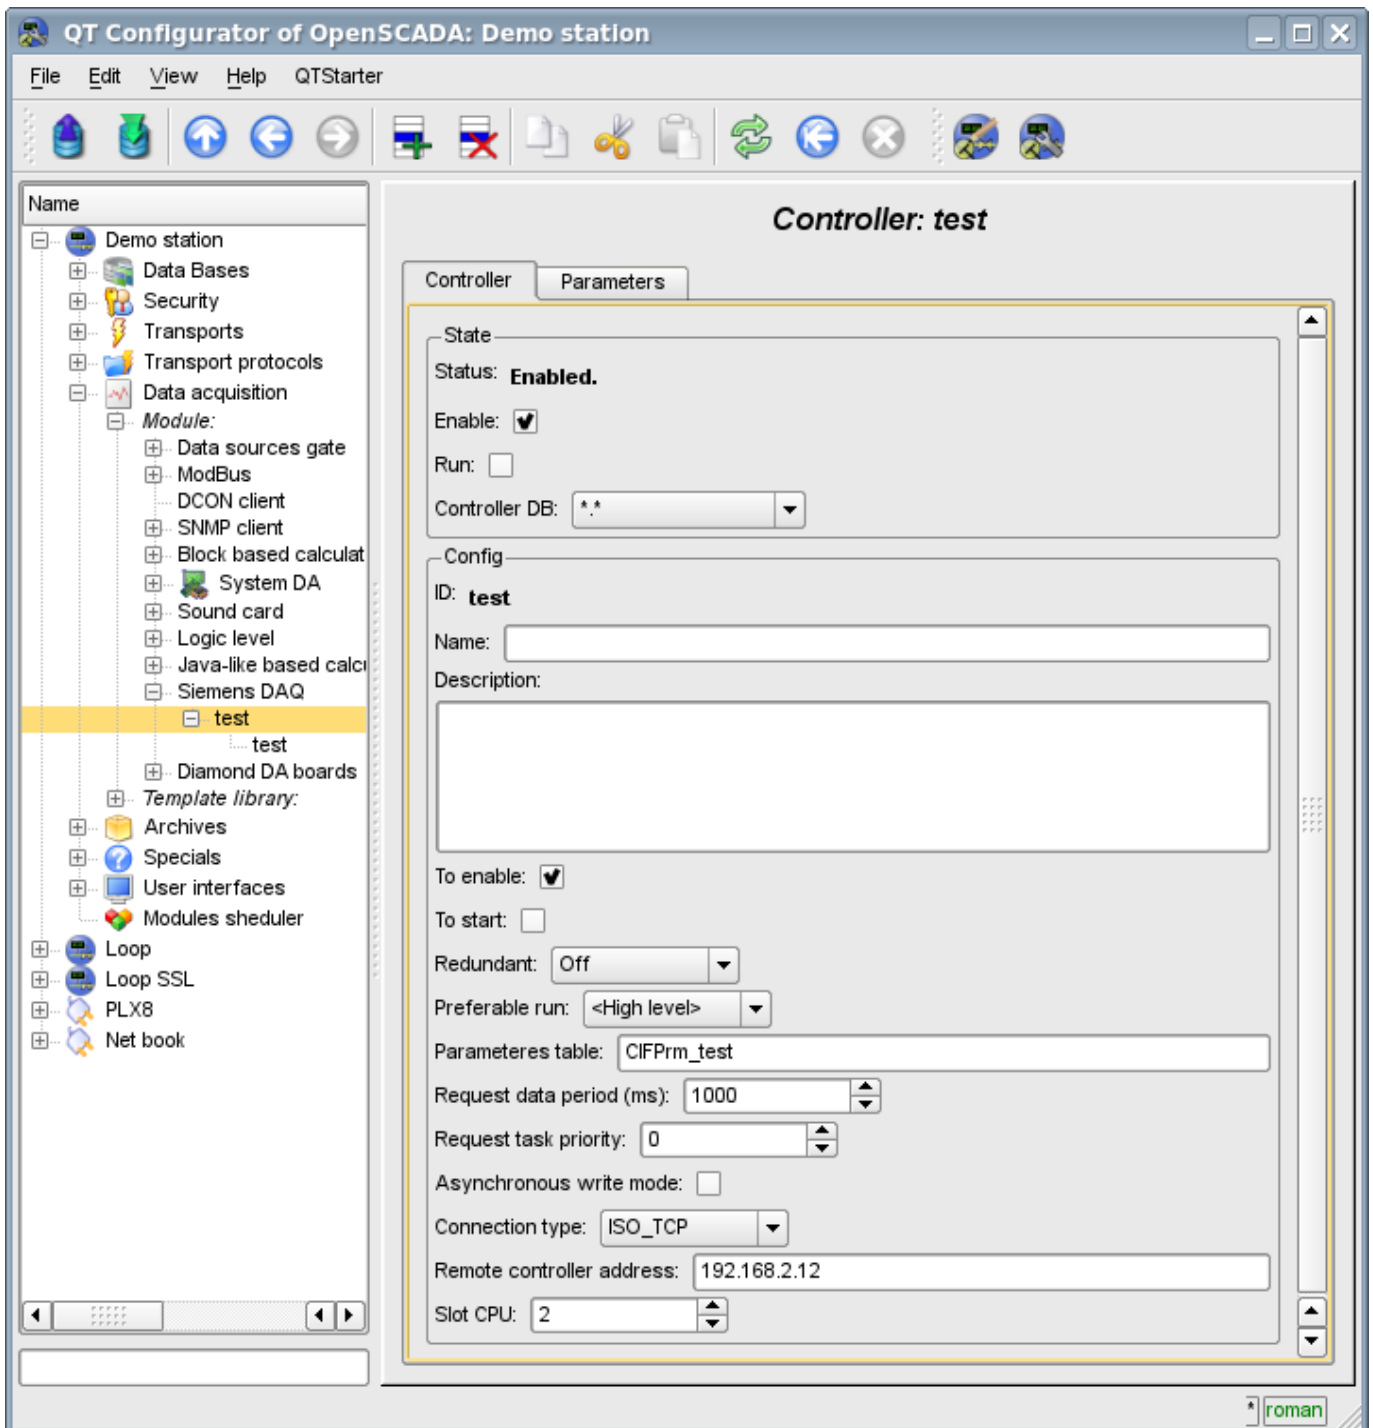 QT Configurator of OpenSCADA: Demo station
File Edit View Help QTStarter
Name
Demo station
Data Bases
Security
Transports
Transport protocols
Data acquisition
Module:
Data sources gate
ModBus
DCON client
SNMP client
Block based calculat
System DA
Sound card
Logic level
Java-like based calcu
Siemens DAQ
test
test
Diamond DA boards
Template library:
Archives
Specials
User interfaces
Modules sheduler
Loop
Loop SSL
PLX8
Net book
Controller: test
Controller Parameters
State
Status: Enabled.
Enable:
Run:
Controller DB: *.*
Config
ID: test
Name:
Description:
To enable:
To start:
Redundant: Off
Preferable run: <High level>
Parameteres table: CIFPrm_test
Request data period (ms): 1000
Request task priority: 0
Asynchronous write mode:
Connection type: ISO_TCP
Remote controller address: 192.168.2.12
Slot CPU: 2
* roman